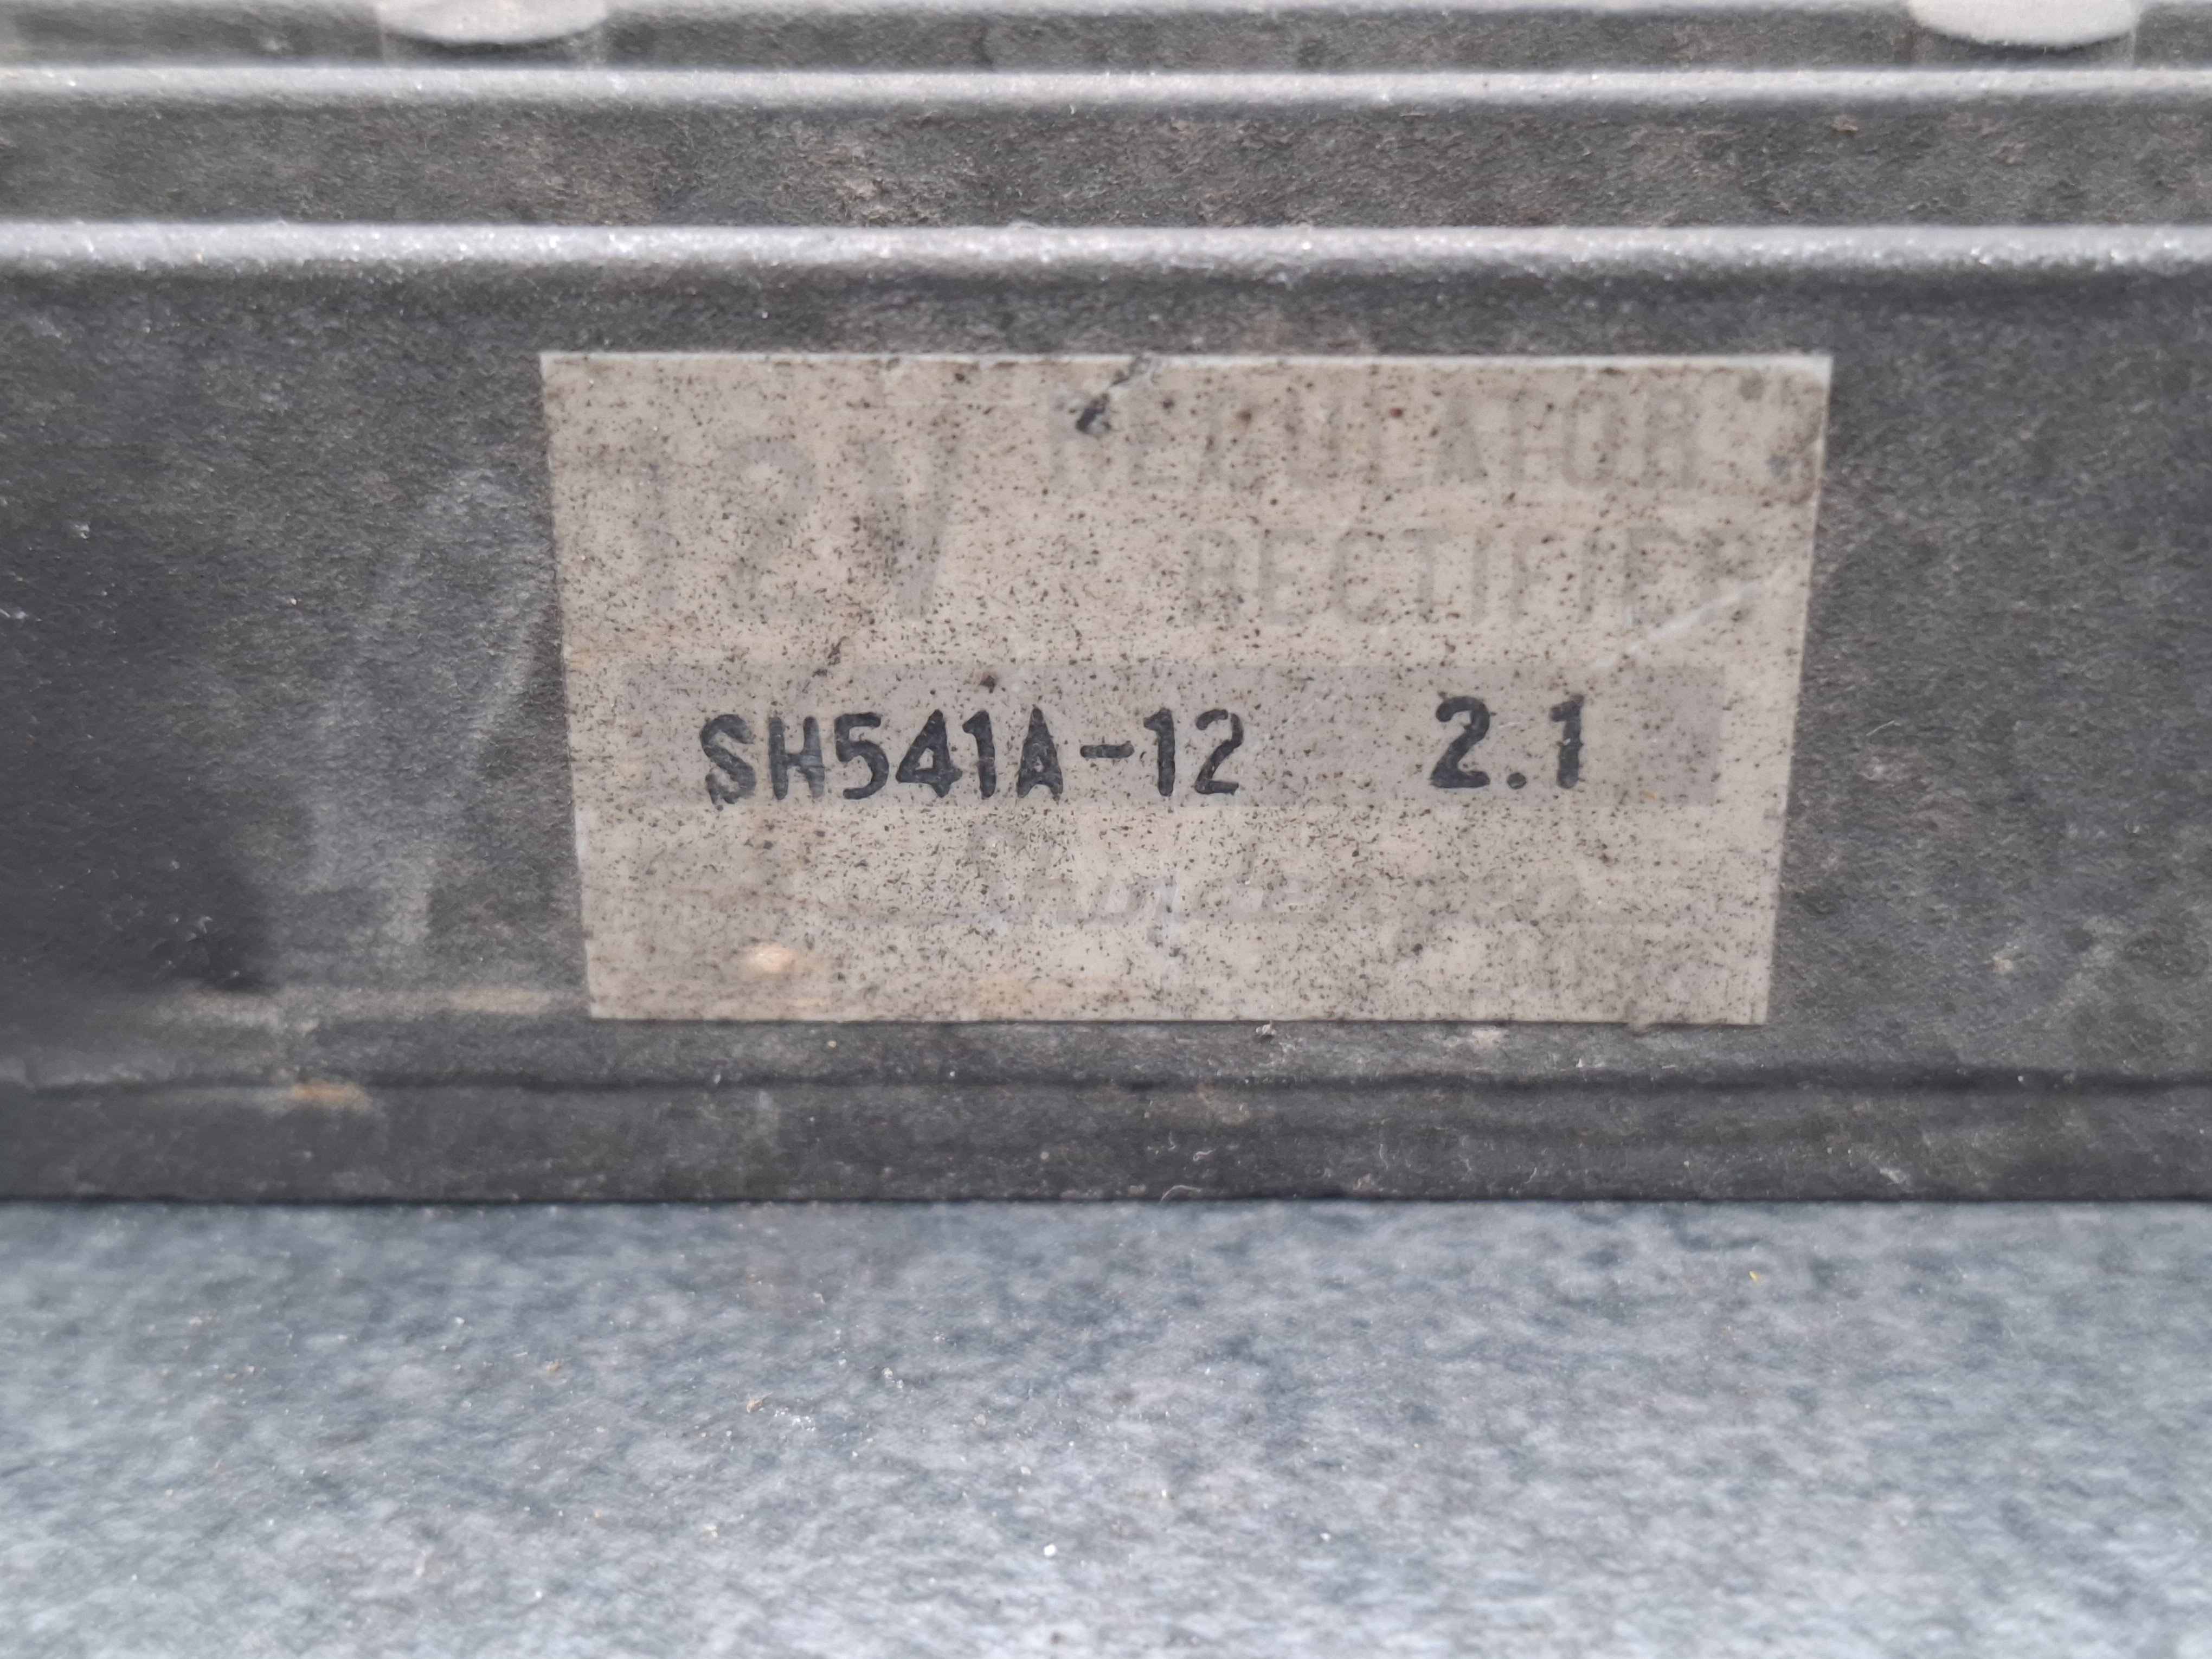 12V REGULATOR
RECTIFIER
SH541A-12 2.1